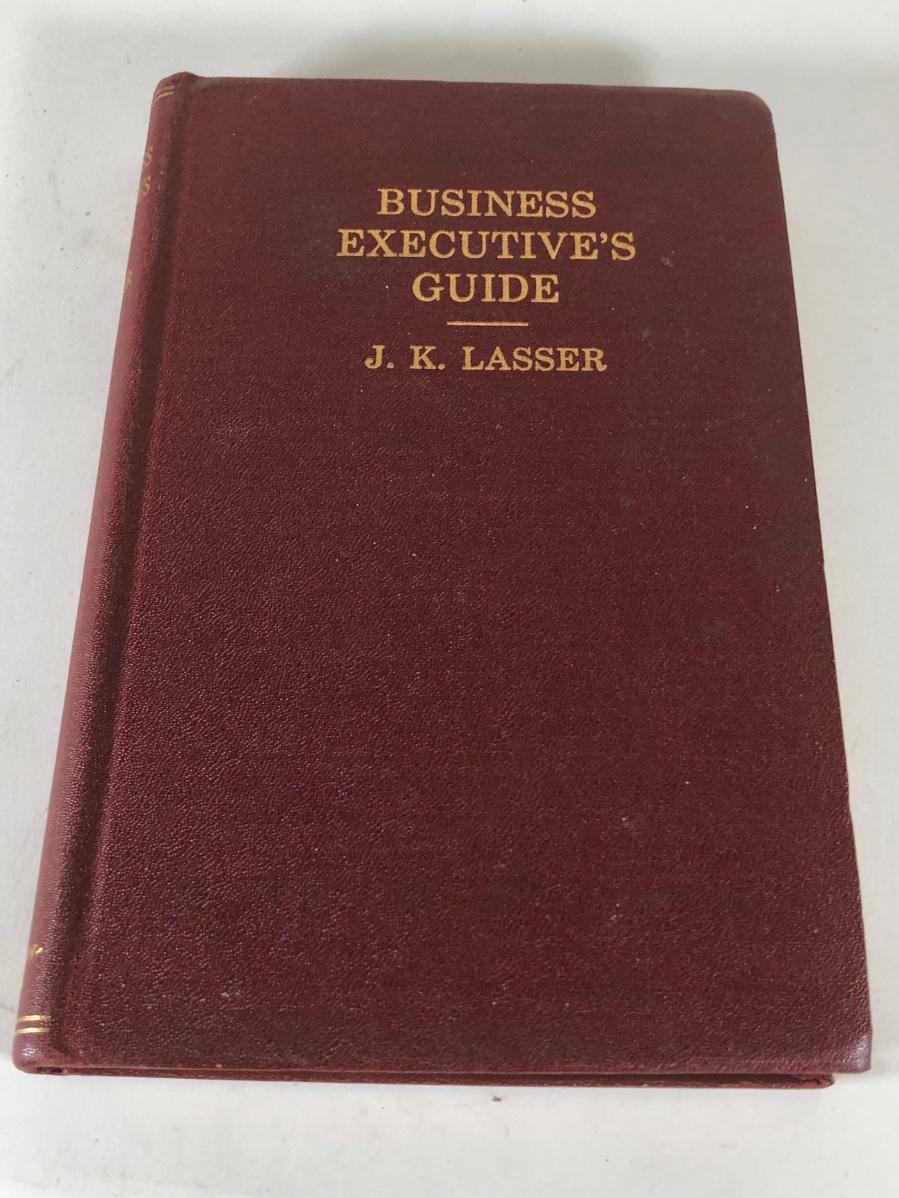 BUSINESS
EXECUTIVE'S
GUIDE
J. K. LASSER